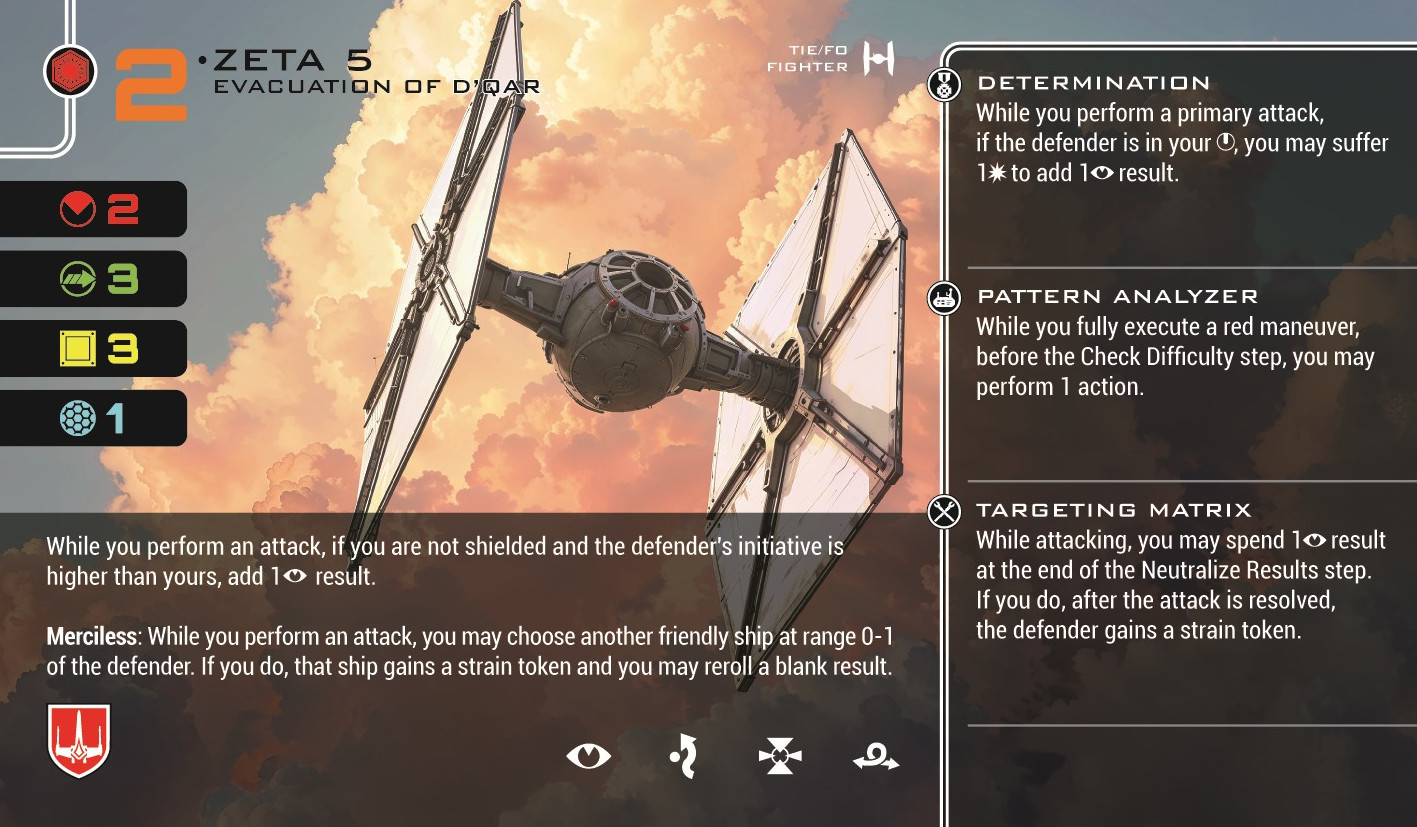 2 •ZETA 5
EVACUATION OF D'QAR
TIE/FO
FIGHTER
2
3
3
1
While you perform an attack, if you are not shielded and the defender's initiative is
higher than yours, add 1 result.
Merciless: While you perform an attack, you may choose another friendly ship at range 0-1
of the defender. If you do, that ship gains a strain token and you may reroll a blank result.
DETERMINATION
While you perform a primary attack,
if the defender is in your , you may suffer
1 to add 1 result.
PATTERN ANALYZER
While you fully execute a red maneuver,
before the Check Difficulty step, you may
perform 1 action.
TARGETING MATRIX
While attacking, you may spend 1 result
at the end of the Neutralize Results step.
If you do, after the attack is resolved,
the defender gains a strain token.